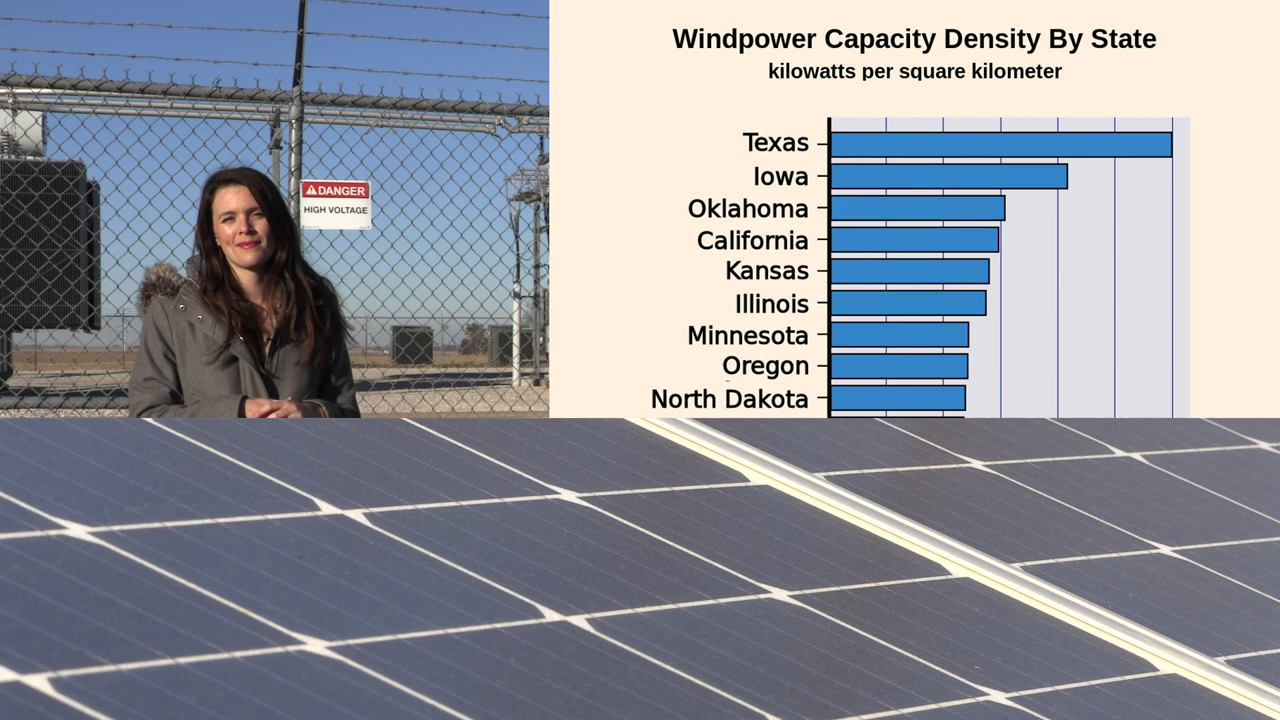 DANGER
HIGH VOLTAGE
Windpower Capacity Density By State
kilowatts per square kilometer
Texas
Iowa
Oklahoma
California
Kansas
Illinois
Minnesota
Oregon
North Dakota